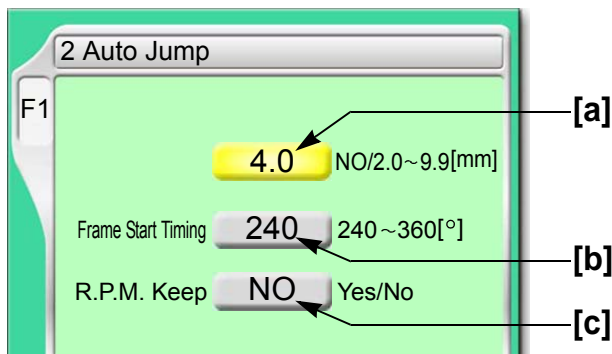 2 Auto Jump
F1
[a]
4.0 NO/2.0~9.9[mm]
Frame Start Timing 240 240~360[°]
[b]
R.P.M. Keep NO Yes/No
[c]